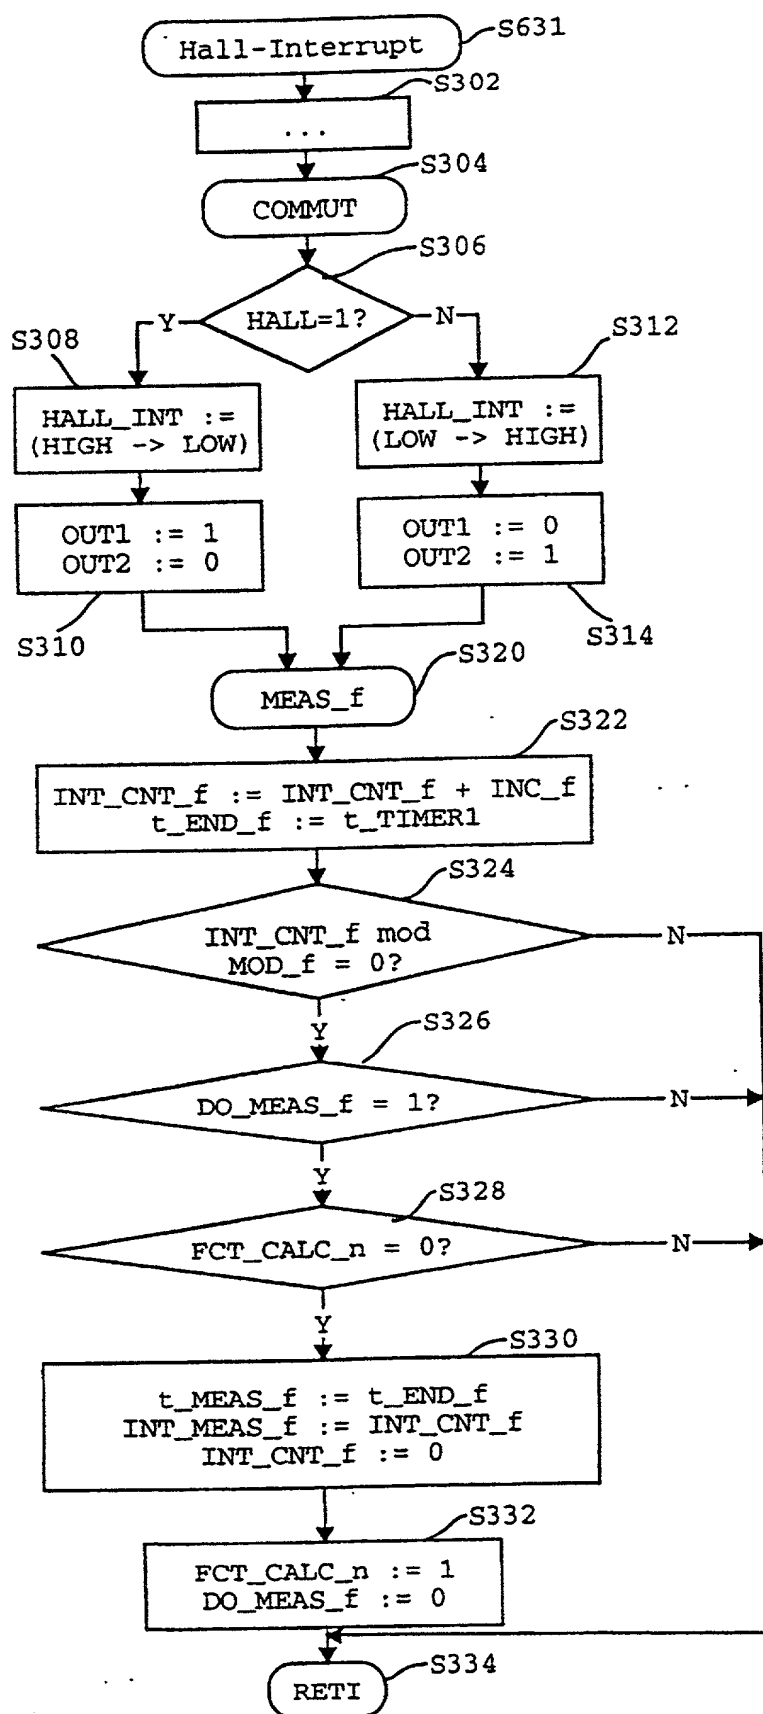 Hall-Interrupt
S631
S302
...
S304
COMMUT
S306
HALL=1?
Y
N
S308
S312
HALL_INT :=
(HIGH -> LOW)
HALL_INT :=
(LOW -> HIGH)
OUT1 := 1
OUT2 := 0
OUT1 := 0
OUT2 := 1
S310
S314
S320
MEAS_f
S322
INT_CNT_f := INT_CNT_f + INC_f
t_END_f := t_TIMER1
S324
INT_CNT_f mod
MOD_f = 0?
N
Y
S326
DO_MEAS_f = 1?
N
Y
S328
FCT_CALC_n = 0?
N
Y
S330
t_MEAS_f := t_END_f
INT_MEAS_f := INT_CNT_f
INT_CNT_f := 0
S332
FCT_CALC_n := 1
DO_MEAS_f := 0
S334
RETI